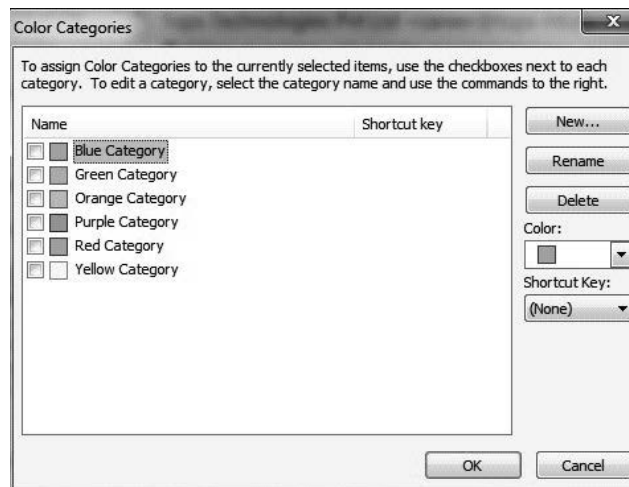 Color Categories
X
To assign Color Categories to the currently selected items, use the checkboxes next to each
category. To edit a category, select the category name and use the commands to the right.
Name Shortcut key
Blue Category
Green Category
Orange Category
Purple Category
Red Category
Yellow Category
New...
Rename
Delete
Color:
Shortcut Key:
(None)
OK Cancel